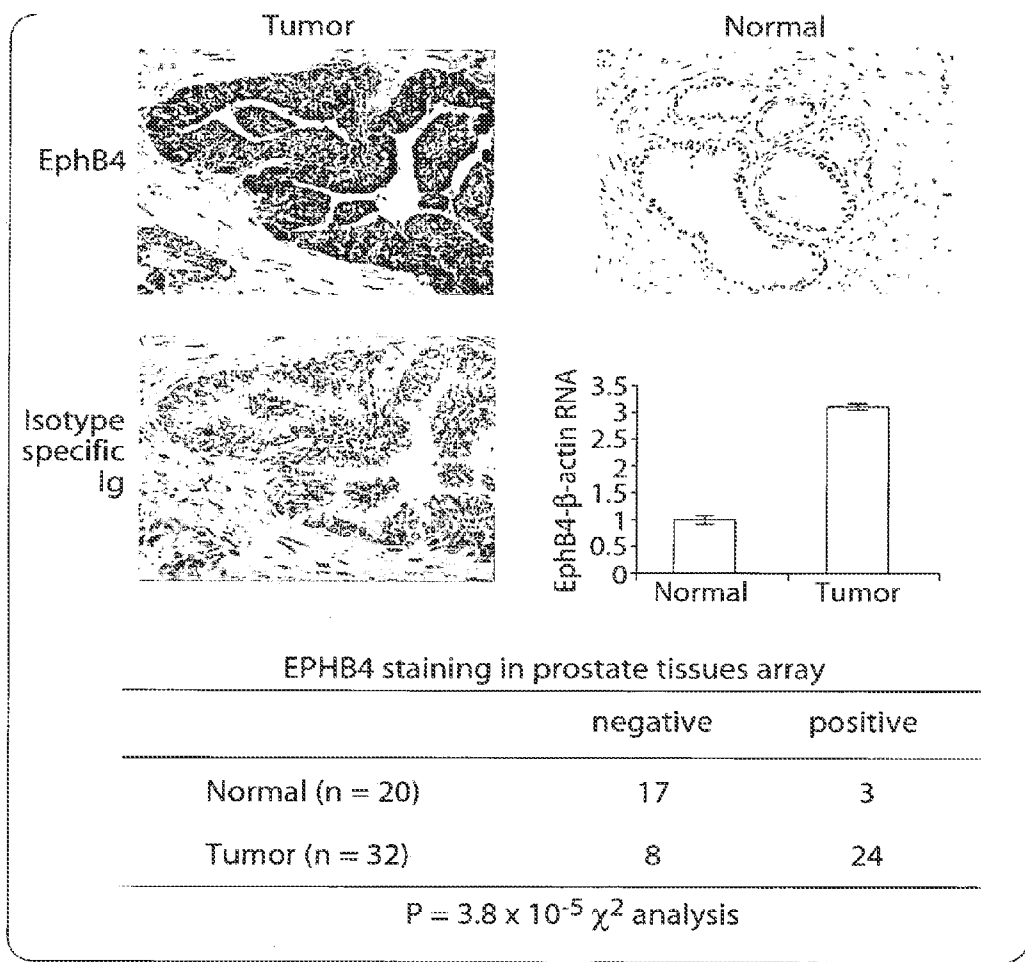 Tumor
Normal
EphB4
Isotype
specific
Ig
EphB4-β-actin RNA
3.5
3
2.5
2
1.5
1
0.5
0
Normal
Tumor
EPHB4 staining in prostate tissues array
negative positive
Normal (n = 20) 17 3
Tumor (n = 32) 8 24
P = 3.8 x 10⁻⁵ χ² analysis